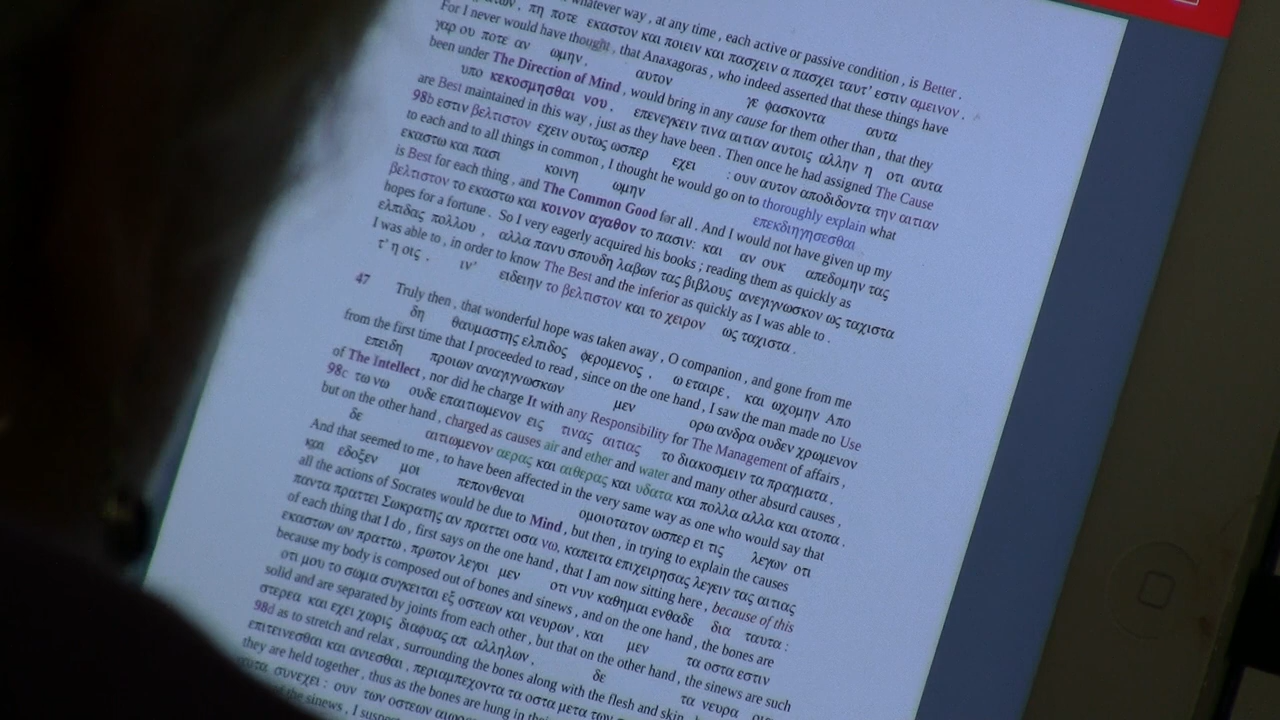 whatever way , at any time , each active or passive condition , is Better .
πη ποτε εκαστον και ποιειν και πασχειν α πασχει ταυτ’ εστιν αμεινον .
For I never would have thought , that Anaxagoras , who indeed asserted that these things have
γαρ ου ποτε αν ωμην . αυτον γε φασκοντα αυτα
been under The Direction of Mind , would bring in any cause for them other than , that they
υπο κεκοσμησθαι νου . επενεγκειν τινα αιτιαν αυτοις αλλην η οτι αυτα
are Best maintained in this way , just as they have been . Then once he had assigned The Cause
98b εστιν βελτιστον εχειν ουτως ωσπερ εχει : ουν αυτον αποδιδοντα την αιτιαν
to each and to all things in common , I thought he would go on to thoroughly explain what
εκαστω και πασι κοινη ωμην επεκδιηγησεσθαι
is Best for each thing , and The Common Good for all . And I would not have given up my
βελτιστον το εκαστω και κοινον αγαθον το πασιν: και αν ουκ απεδομην τας
hopes for a fortune . So I very eagerly acquired his books ; reading them as quickly as
ελπιδας πολλου , αλλα πανυ σπουδη λαβων τας βιβλους ανεγιγνωσκον ως ταχιστα
I was able to , in order to know The Best and the inferior as quickly as I was able to .
τ’ η οις . ιν’ ειδειην το βελτιστον και το χειρον ως ταχιστα .
47 Truly then , that wonderful hope was taken away , O companion , and gone from me
δη θαυμαστης ελπιδος φερομενος , ω εταιρε , και ωχομην Απο
from the first time that I proceeded to read , since on the one hand , I saw the man made no Use
επειδη προιων αναγιγνωσκων μεν ορω ανδρα ουδεν χρωμενον
of The Intellect , nor did he charge It with any Responsibility for The Management of affairs ,
98c τω νω ουδε επαιτιωμενον εις τινας αιτιας το διακοσμειν τα πραγματα ,
but on the other hand , charged as causes air and ether and water and many other absurd causes ,
δε αιτιωμενον αερας και αιθερας και υδατα και πολλα αλλα και ατοπα .
And that seemed to me , to have been affected in the very same way as one who would say that
και εδοξεν μοι πεπονθεναι ομοιοτατον ωσπερ ει τις λεγων οτι
all the actions of Socrates would be due to Mind , but then , in trying to explain the causes
παντα πραττει Σωκρατης αν πραττει οσα νω, καπειτα επιχειρησας λεγειν τας αιτιας
of each thing that I do , first says on the one hand , that I am now sitting here , because of this
εκαστων ων πραττω , πρωτον λεγοι μεν οτι νυν καθημαι ενθαδε δια ταυτα :
because my body is composed out of bones and sinews , and on the one hand , the bones are
οτι μου το σωμα συγκειται εξ οστεων και νευρων , και μεν τα οστα εστιν
solid and are separated by joints from each other , but that on the other hand , the sinews are such
στερεα και εχει χωρις διαφυας απ αλληλων , δε τα νευρα
98d as to stretch and relax , surrounding the bones along with the flesh and skin
επιτεινεσθαι και ανιεσθαι , περιαμπεχοντα τα οστα μετα των
they are held together , thus as the bones are hung in their
αυτα συνεχει : ουν των οστεων
of the sinews , I